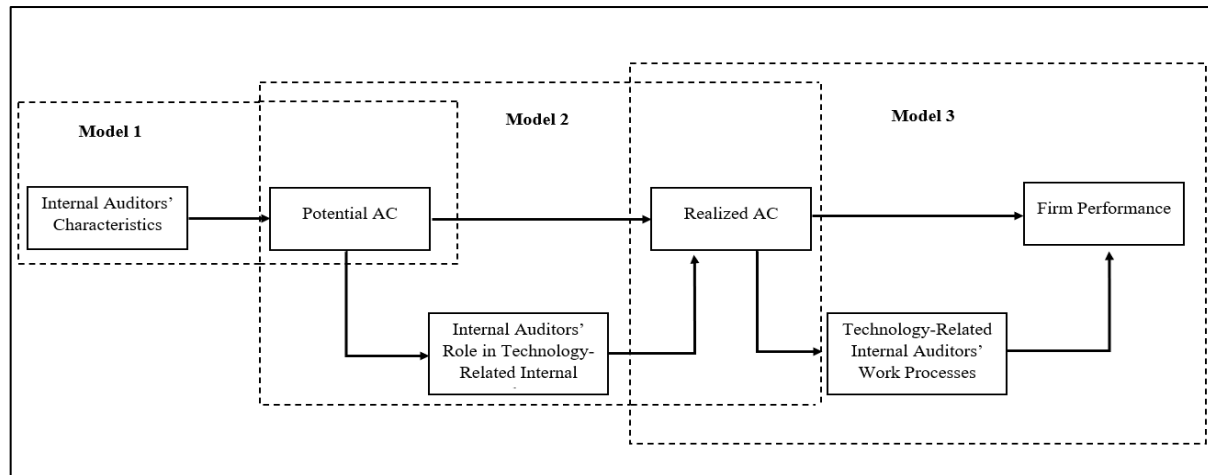 Model 1
Model 2
Model 3
Internal Auditors’
Characteristics
Potential AC
Realized AC
Firm Performance
Internal Auditors’
Role in Technology-
Related Internal
Technology-Related
Internal Auditors’
Work Processes